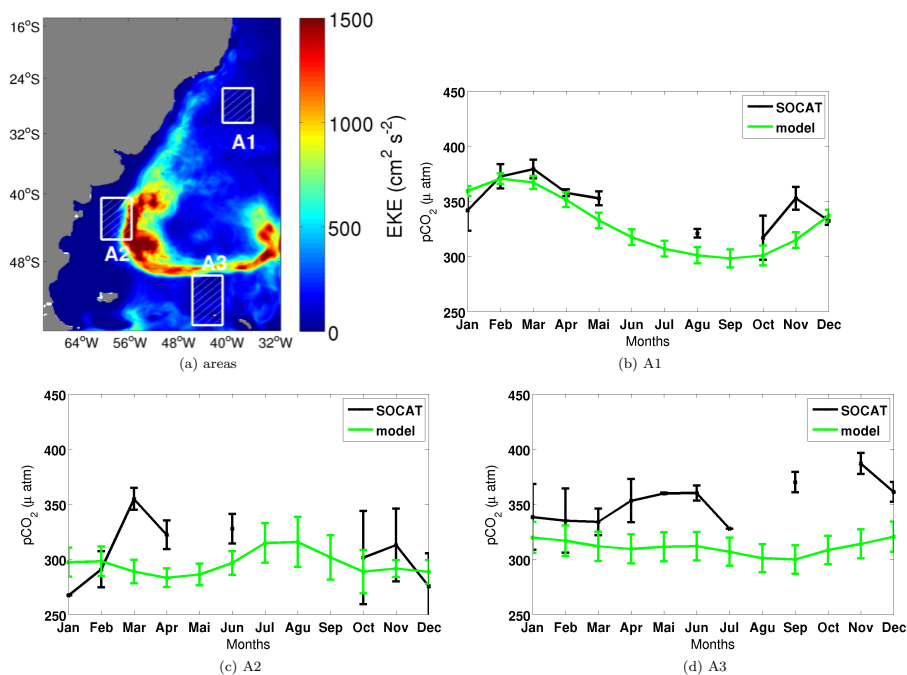 16°S
24°S
32°S
40°S
48°S
64°W 56°W 48°W 40°W 32°W
A1
A2
A3
1500
1000
500
0
EKE (cm² s⁻²)
(a) areas
450
400
350
300
250
pCO₂ (μ atm)
SOCAT
model
Jan Feb Mar Apr Mai Jun Jul Agu Sep Oct Nov Dec
Months
(b) A1
450
400
350
300
250
pCO₂ (μ atm)
SOCAT
model
Jan Feb Mar Apr Mai Jun Jul Agu Sep Oct Nov Dec
Months
(c) A2
450
400
350
300
250
pCO₂ (μ atm)
SOCAT
model
Jan Feb Mar Apr Mai Jun Jul Agu Sep Oct Nov Dec
Months
(d) A3